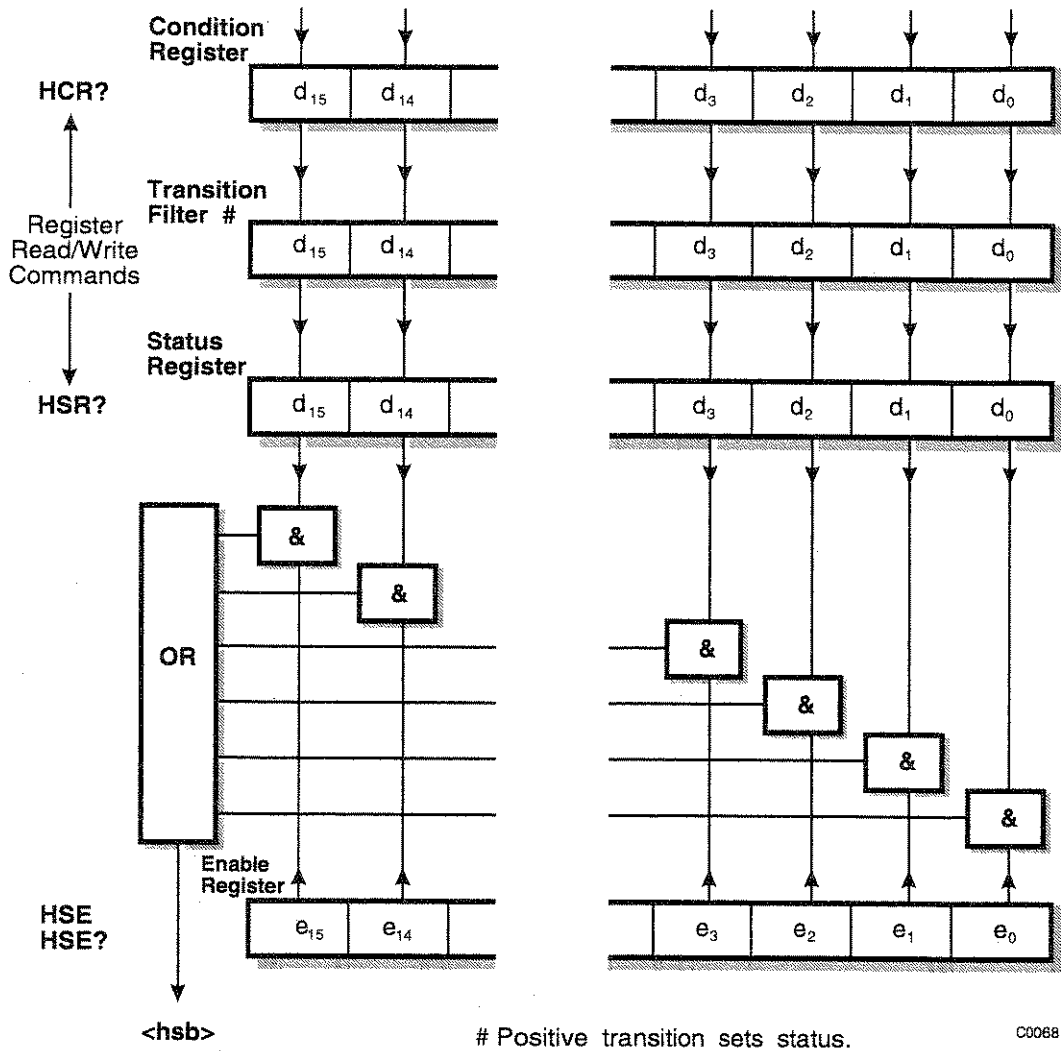 Condition
Register
HCR?
d15 d14 d3 d2 d1 d0
Transition
Filter #
Register
Read/Write
Commands
d15 d14 d3 d2 d1 d0
Status
Register
HSR?
d15 d14 d3 d2 d1 d0
&
&
OR
&
&
&
&
Enable
Register
HSE
HSE?
e15 e14 e3 e2 e1 e0
<hsb>
# Positive transition sets status.
C0068